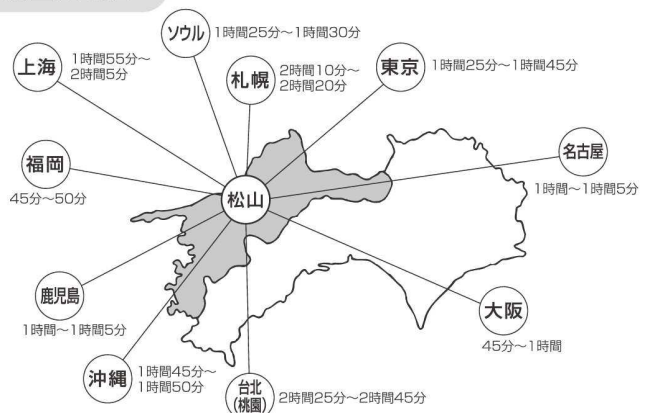 ソウル
1時間25分～1時間30分
上海
1時間55分～
2時間5分
札幌
2時間10分～
2時間20分
東京
1時間25分～1時間45分
福岡
45分～50分
名古屋
1時間～1時間5分
松山
鹿児島
1時間～1時間5分
大阪
45分～1時間
沖縄
1時間45分～
1時間50分
台北
(桃園)
2時間25分～2時間45分